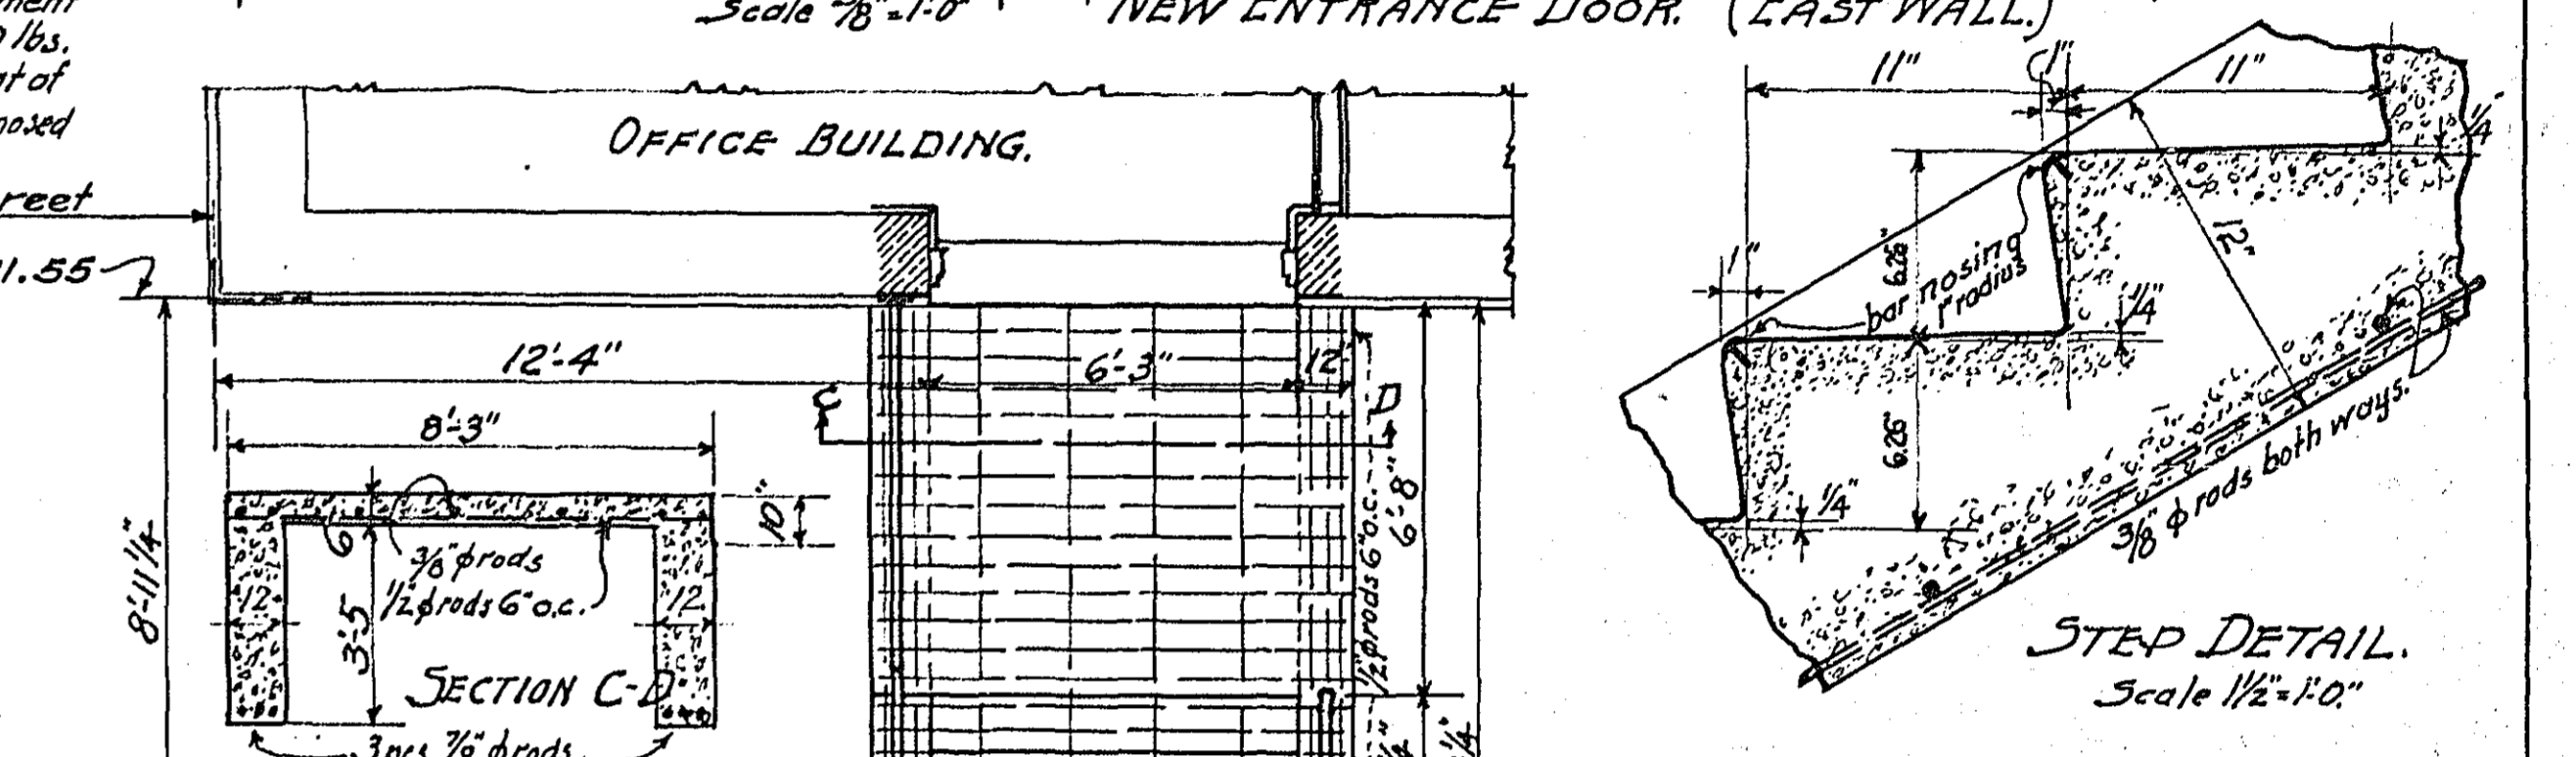 lbs.
at of
Scale 3/8"=1'-0"
NEW ENTRANCE DOOR. (EAST WALL.)
OFFICE BUILDING.
1.55
12'-4"
6'-3"
12"
C
D
8'-3"
10"
6"
3/8" φ rods
1/2" φ rods 6" o.c.
12
12
3'-5
SECTION C-D
8'-11 1/4"
6'-8"
1/2" φ rods 6" o.c.
11"
1"
11"
1/4
1"
6.26"
bar nosing
1" radius
12"
1/4"
6.26"
1/4"
3/8" φ rods both ways.
STEP DETAIL.
Scale 1 1/2"=1'-0"